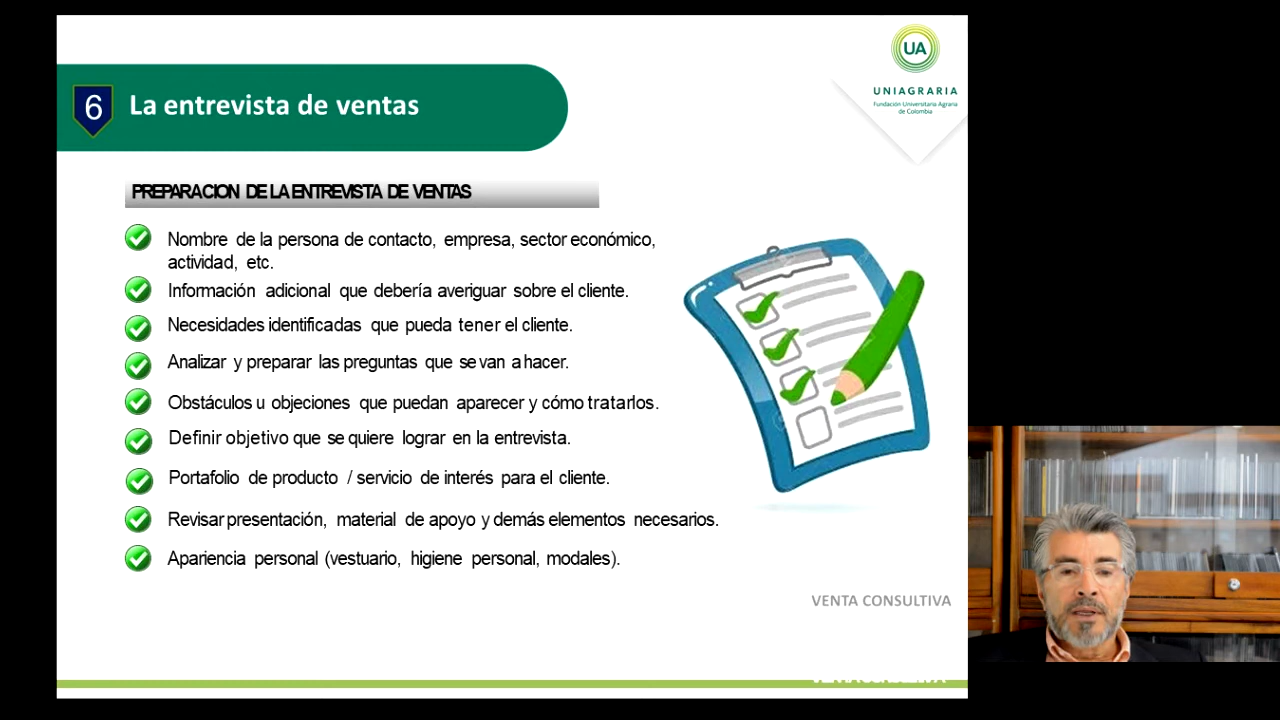 UA
UNIAGRARIA
Fundación Universitaria Agraria
de Colombia
6
La entrevista de ventas
PREPARACION DE LA ENTREVISTA DE VENTAS
Nombre de la persona de contacto, empresa, sector económico,
actividad, etc.
Información adicional que debería averiguar sobre el cliente.
Necesidades identificadas que pueda tener el cliente.
Analizar y preparar las preguntas que se van a hacer.
Obstáculos u objeciones que puedan aparecer y cómo tratarlos.
Definir objetivo que se quiere lograr en la entrevista.
Portafolio de producto / servicio de interés para el cliente.
Revisar presentación, material de apoyo y demás elementos necesarios.
Apariencia personal (vestuario, higiene personal, modales).
VENTA CONSULTIVA
VENTA CONSULTIVA